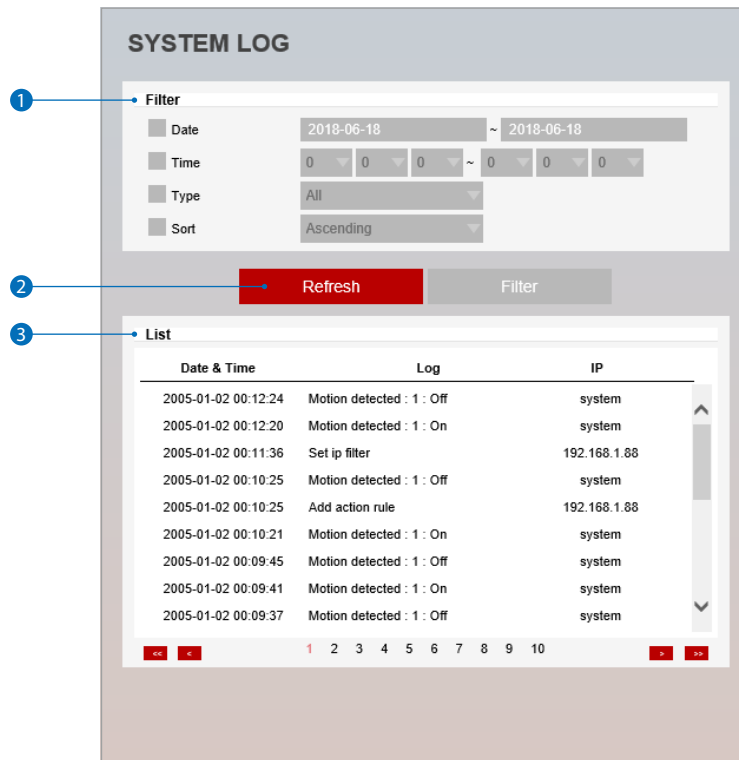 SYSTEM LOG
1
Filter
Date 2018-06-18 ~ 2018-06-18
Time 0 0 0 ~ 0 0 0
Type All
Sort Ascending
2
Refresh Filter
3
List
Date & Time Log IP
2005-01-02 00:12:24 Motion detected : 1 : Off system
2005-01-02 00:12:20 Motion detected : 1 : On system
2005-01-02 00:11:36 Set ip filter 192.168.1.88
2005-01-02 00:10:25 Motion detected : 1 : Off system
2005-01-02 00:10:25 Add action rule 192.168.1.88
2005-01-02 00:10:21 Motion detected : 1 : On system
2005-01-02 00:09:45 Motion detected : 1 : Off system
2005-01-02 00:09:41 Motion detected : 1 : On system
2005-01-02 00:09:37 Motion detected : 1 : Off system
<< < 1 2 3 4 5 6 7 8 9 10 > >>